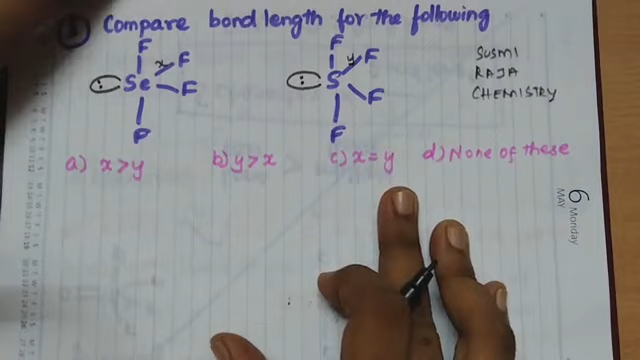 Compare bond length for the following
F
Se
x
F
F
F
F
S
y
F
F
F
SUSMI
RAJA
CHEMISTRY
a) x>y b) y>x c) x=y d) None of these
6 Monday
MAY